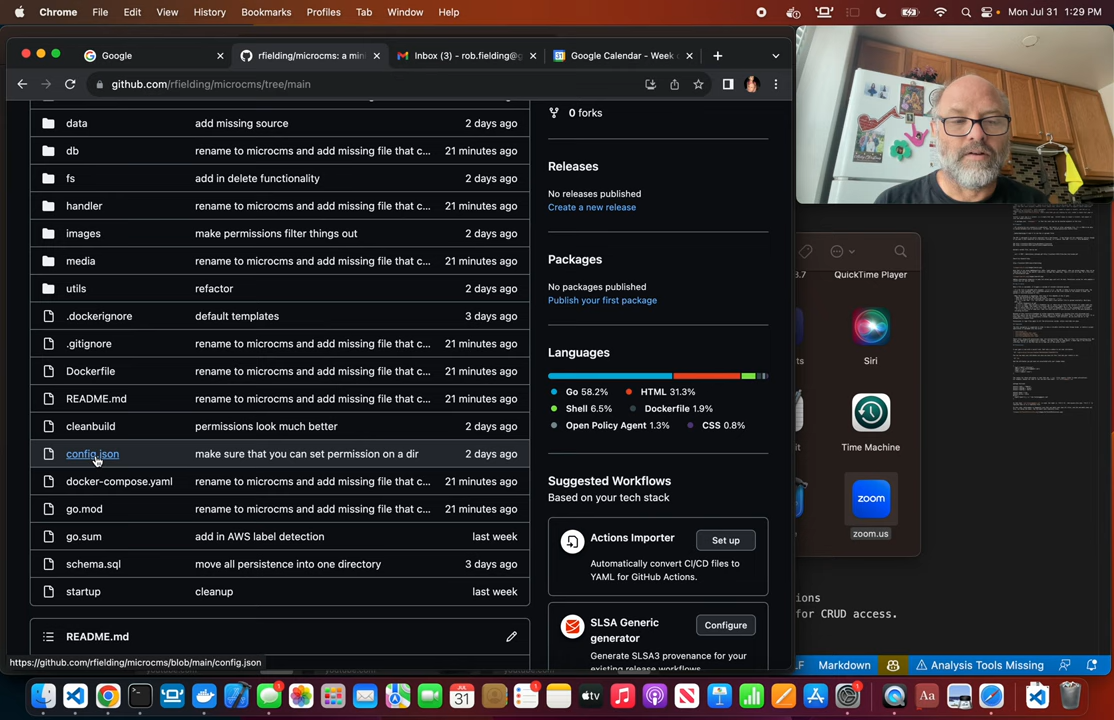 Chrome File Edit View History Bookmarks Profiles Tab Window Help Mon Jul 31 1:29 PM
Google
rfielding/microcms: a min
Inbox (3) - rob.fielding@g
Google Calendar - Week
github.com/rfielding/microcms/tree/main
data add missing source 2 days ago
db rename to microcms and add missing file that c... 21 minutes ago
fs add in delete functionality 2 days ago
handler rename to microcms and add missing file that c... 21 minutes ago
images make permissions filter things out 2 days ago
media rename to microcms and add missing file that c... 21 minutes ago
utils refactor 2 days ago
.dockerignore default templates 3 days ago
.gitignore rename to microcms and add missing file that c... 21 minutes ago
Dockerfile rename to microcms and add missing file that c... 21 minutes ago
README.md rename to microcms and add missing file that c... 21 minutes ago
cleanbuild permissions look much better 2 days ago
config.json make sure that you can set permission on a dir 2 days ago
docker-compose.yaml rename to microcms and add missing file that c... 21 minutes ago
go.mod rename to microcms and add missing file that c... 21 minutes ago
go.sum add in AWS label detection last week
schema.sql move all persistence into one directory 3 days ago
startup cleanup last week
README.md
0 forks
Releases
No releases published
Create a new release
Packages
No packages published
Publish your first package
Languages
Go 58.2% HTML 31.3%
Shell 6.5% Dockerfile 1.9%
Open Policy Agent 1.3% CSS 0.8%
Suggested Workflows
Based on your tech stack
Actions Importer Set up
Automatically convert CI/CD files to
YAML for GitHub Actions.
SLSA Generic
generator
Configure
Generate SLSA3 provenance for your
existing release workflows
https://github.com/rfielding/microcms/blob/main/config.json
3.7 QuickTime Player
ts Siri
it Time Machine
zoom
zoom.us
ions
for CRUD access.
LF Markdown Analysis Tools Missing
JUL
31
tv
Aa